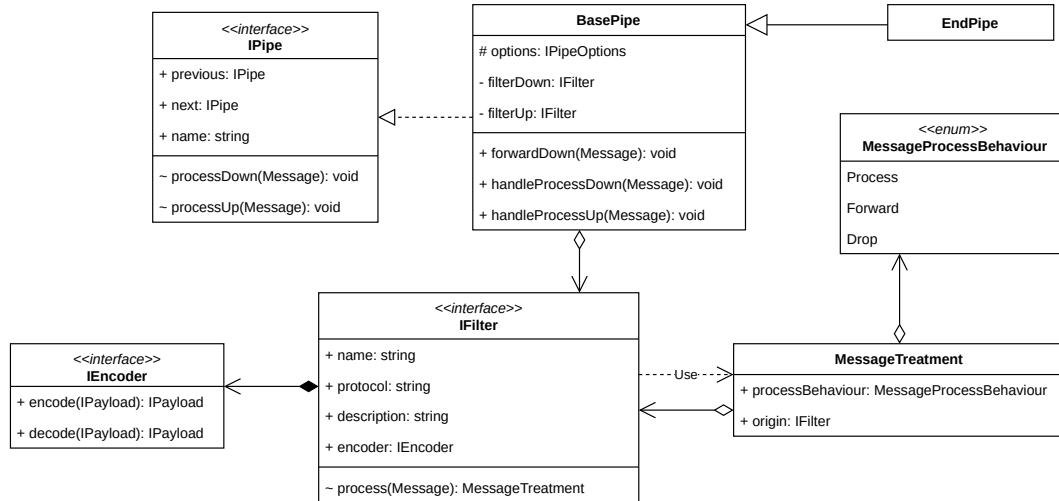 <<interface>>
IPipe
+ previous: IPipe
+ next: IPipe
+ name: string
~ processDown(Message): void
~ processUp(Message): void
BasePipe
# options: IPipeOptions
- filterDown: IFilter
- filterUp: IFilter
+ forwardDown(Message): void
+ handleProcessDown(Message): void
+ handleProcessUp(Message): void
EndPipe
<<enum>>
MessageProcessBehaviour
Process
Forward
Drop
<<interface>>
IEncoder
+ encode(IPayload): IPayload
+ decode(IPayload): IPayload
<<interface>>
IFilter
+ name: string
+ protocol: string
+ description: string
+ encoder: IEncoder
~ process(Message): MessageTreatment
Use
MessageTreatment
+ processBehaviour: MessageProcessBehaviour
+ origin: IFilter